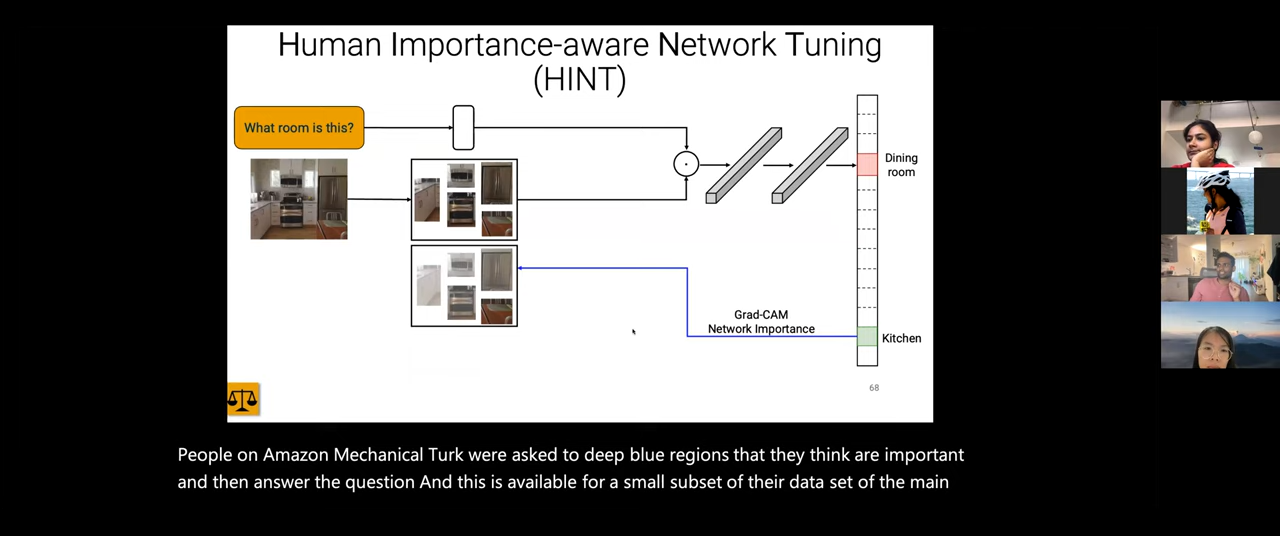 Human Importance-aware Network Tuning
(HINT)
What room is this?
Dining
room
Grad-CAM
Network Importance
Kitchen
68
People on Amazon Mechanical Turk were asked to deep blue regions that they think are important
and then answer the question And this is available for a small subset of their data set of the main